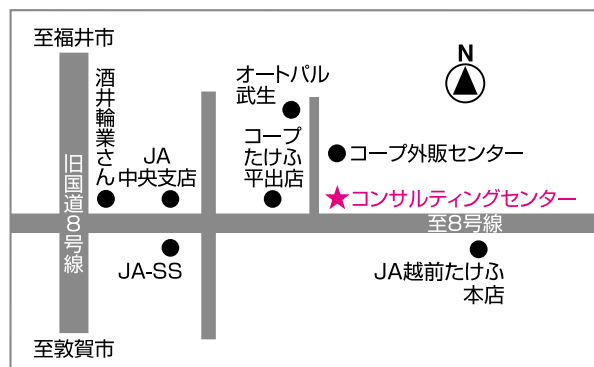 至福井市
酒井輪業さん
旧国道8号線
JA
中央支店
JA-SS
至敦賀市
オートパル
武生
コープ
たけふ
平出店
N
コープ外販センター
★コンサルティングセンター
至8号線
JA越前たけふ
本店